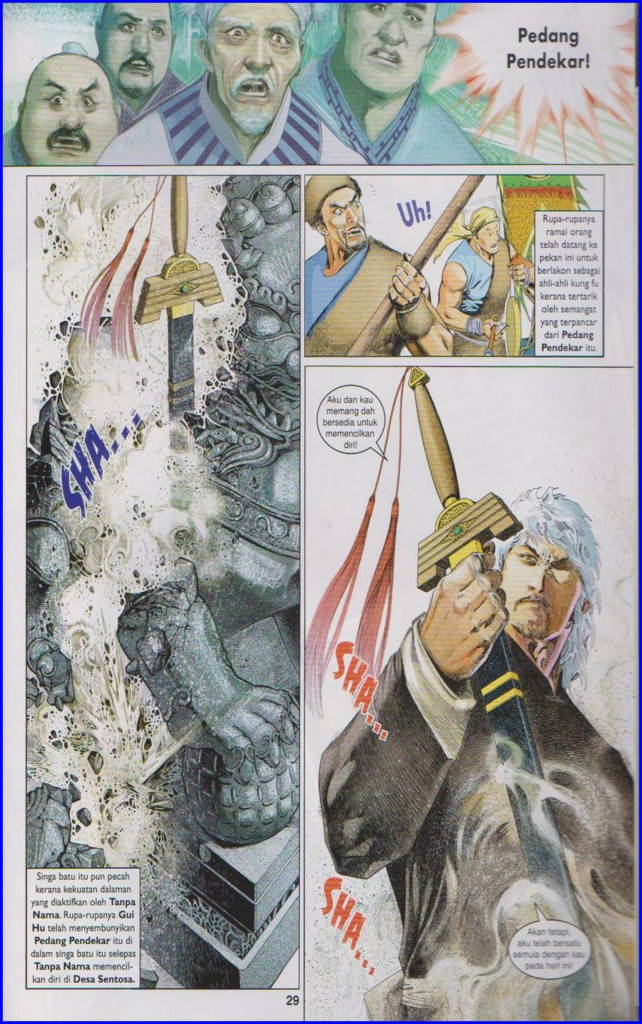 Pedang
Pendekar!
SHA...
Singa batu itu pun pecah
kerana kekuatan dalaman
yang diaktifkan oleh Tanpa
Nama. Rupa-rupanya Gui
Hu telah menyembunyikan
Pedang Pendekar itu di
dalam singa batu itu selepas
Tanpa Nama memencil-
kan diri di Desa Sentosa.
Uh!
Rupa-rupanya
ramai orang
telah datang ke
pekan ini untuk
berlakon sebagai
ahli-ahli kung fu
kerana tertarik
oleh semangat
yang terpancar
dari Pedang
Pendekar itu.
Aku dan kau
memang dah
bersedia untuk
memencilkan
diri!
SHA...
SHA...
Akan tetapi,
aku telah bersatu
semula dengan kau
pada hari ini!
29